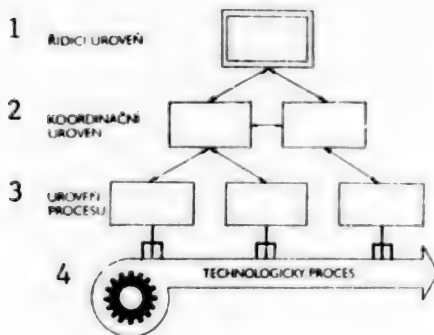 1 ŘÍDICÍ ÚROVEŇ
2 KOORDINAČNÍ
ÚROVEŇ
3 ÚROVEŇ
PROCESU
4 TECHNOLOGICKÝ PROCES